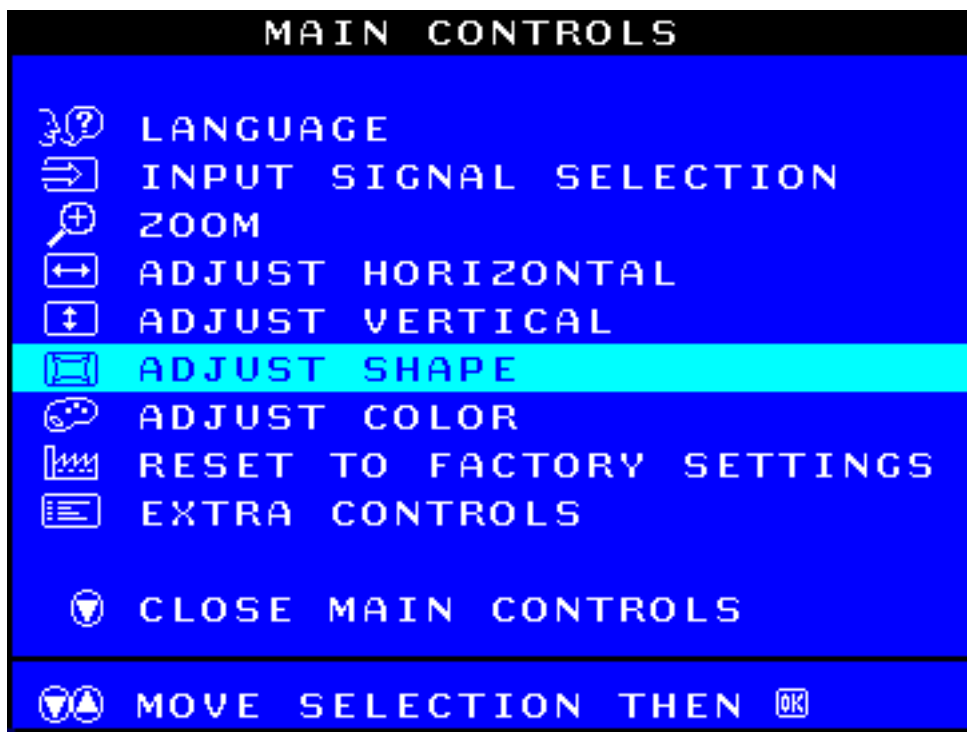 MAIN CONTROLS
LANGUAGE
INPUT SIGNAL SELECTION
ZOOM
ADJUST HORIZONTAL
ADJUST VERTICAL
ADJUST SHAPE
ADJUST COLOR
RESET TO FACTORY SETTINGS
EXTRA CONTROLS
CLOSE MAIN CONTROLS
MOVE SELECTION THEN OK